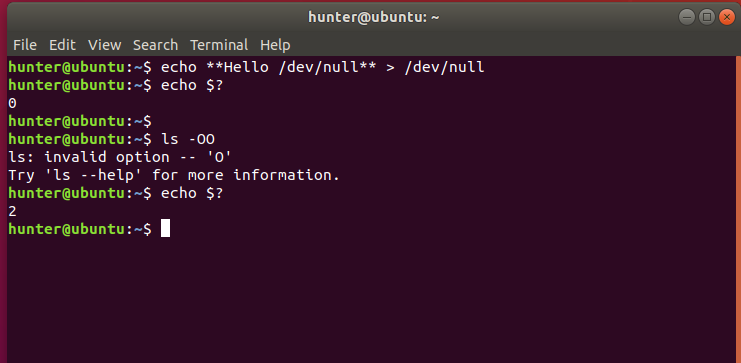 hunter@ubuntu: ~
File Edit View Search Terminal Help
hunter@ubuntu:~$ echo **Hello /dev/null** > /dev/null
hunter@ubuntu:~$ echo $?
0
hunter@ubuntu:~$
hunter@ubuntu:~$ ls -OO
ls: invalid option -- 'O'
Try 'ls --help' for more information.
hunter@ubuntu:~$ echo $?
2
hunter@ubuntu:~$